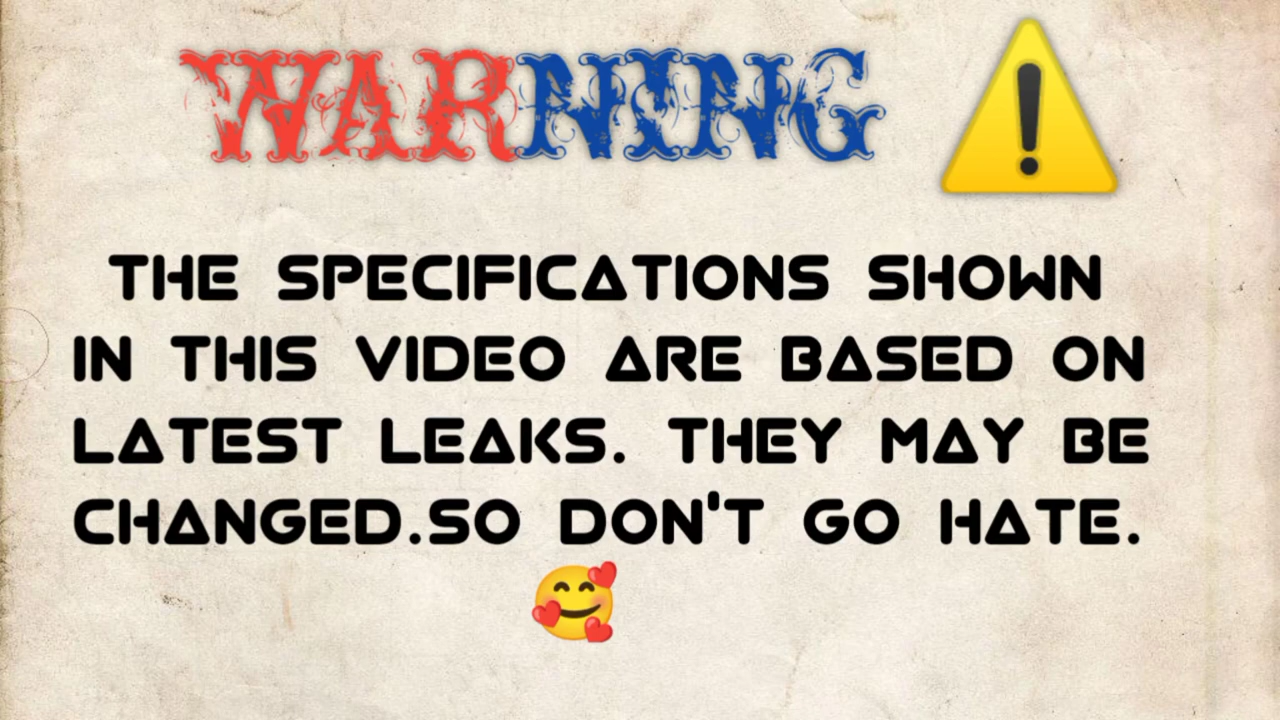 WARNING ⚠️
THE SPECIFICATIONS SHOWN
IN THIS VIDEO ARE BASED ON
LATEST LEAKS. THEY MAY BE
CHANGED.SO DON'T GO HATE.
🥰